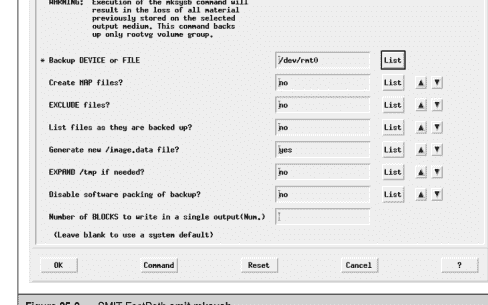 WARNING: Execution of the mksysb command will
result in the loss of all material
previously stored on the selected
output medium. This command backs
up only rootvg volume group.
* Backup DEVICE or FILE /dev/rmt0 List
Create MAP files? no List
EXCLUDE files? no List
List files as they are backed up? no List
Generate new /image.data file? yes List
EXPAND /tmp if needed? no List
Disable software packing of backup? no List
Number of BLOCKS to write in a single output(Num.)
(Leave blank to use a system default)
OK Command Reset Cancel ?
SMIT FastPath smit mksysb